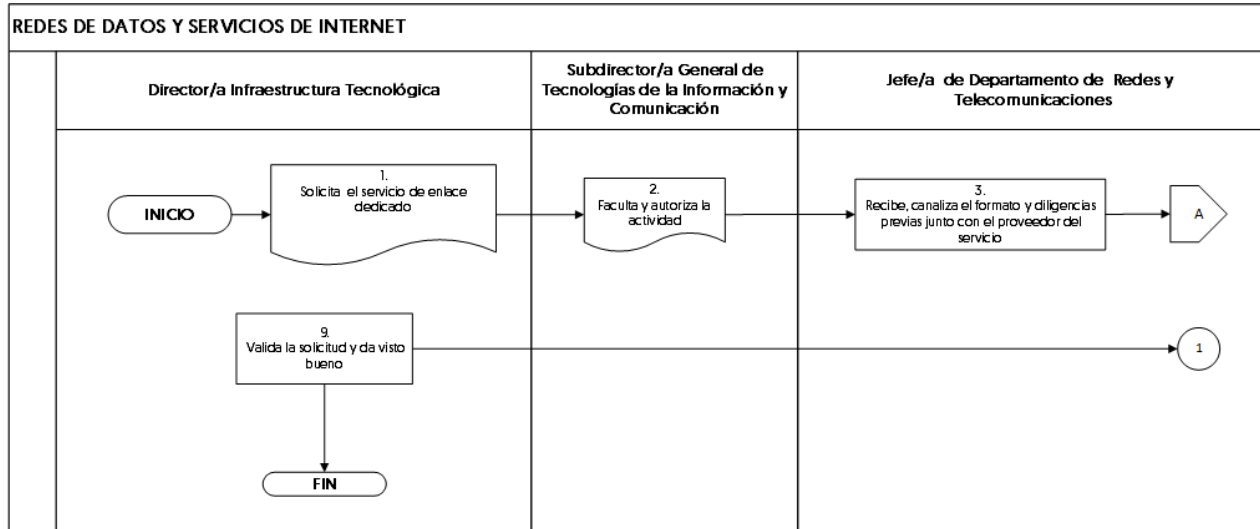 REDES DE DATOS Y SERVICIOS DE INTERNET
Director/a Infraestructura Tecnológica
Subdirector/a General de
Tecnologías de la Información y
Comunicación
Jefe/a de Departamento de Redes y
Telecomunicaciones
INICIO
1.
Solicita el servicio de enlace
dedicado
2.
Faculta y autoriza la
actividad
3.
Recibe, canaliza el formato y diligencias
previas junto con el proveedor del
servicio
A
9.
Valida la solicitud y da visto
bueno
1
FIN